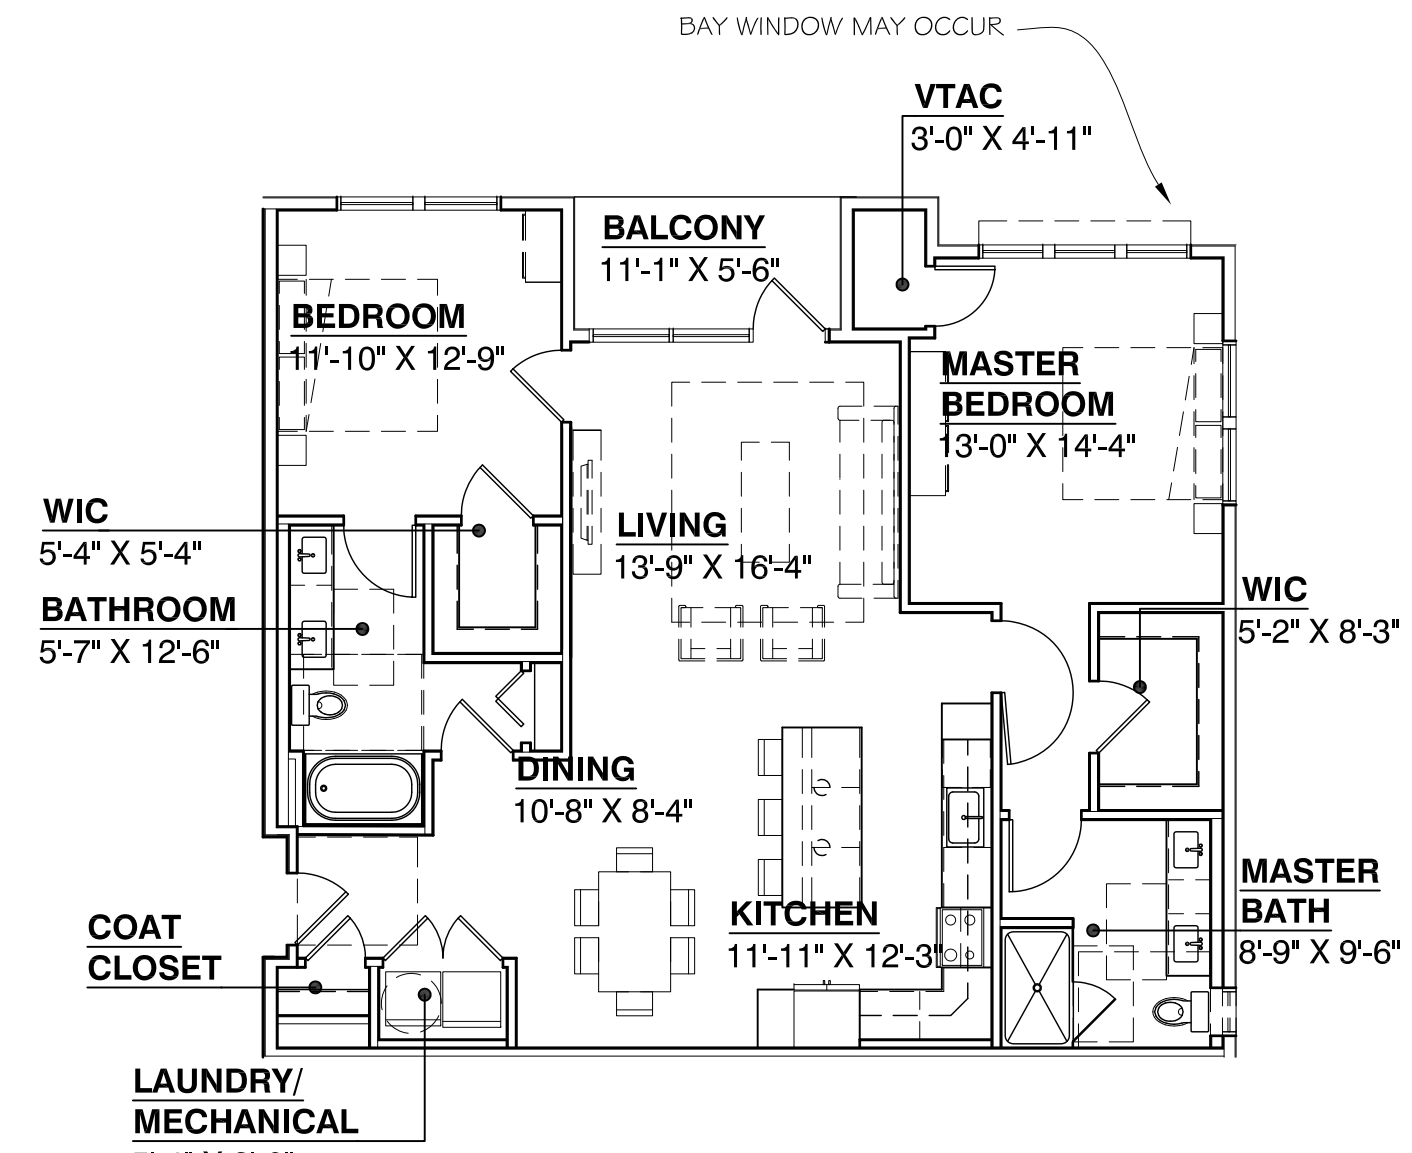 BAY WINDOW MAY OCCUR
VTAC
3'-0" X 4'-11"
BALCONY
11'-1" X 5'-6"
BEDROOM
11'-10" X 12'-9"
MASTER
BEDROOM
13'-0" X 14'-4"
WIC
5'-4" X 5'-4"
LIVING
13'-9" X 16'-4"
BATHROOM
5'-7" X 12'-6"
WIC
5'-2" X 8'-3"
DINING
10'-8" X 8'-4"
KITCHEN
11'-11" X 12'-3"
MASTER
BATH
8'-9" X 9'-6"
COAT
CLOSET
LAUNDRY/
MECHANICAL